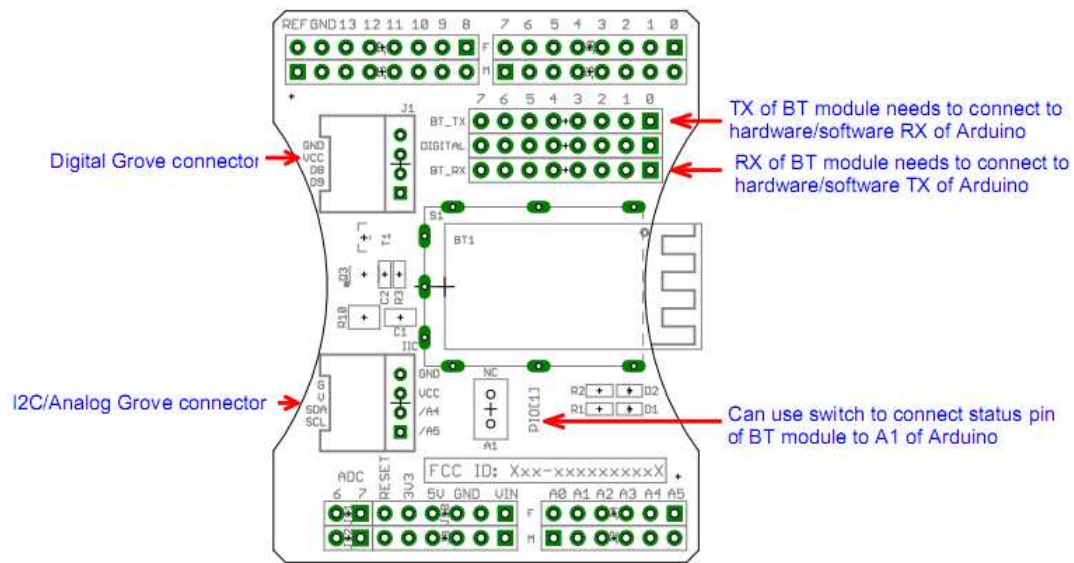 REF GND 13 12 11 10 9 8 7 6 5 4 3 2 1 0
F
M
7 6 5 4 3 2 1 0
BT_TX
DIGITAL
BT_RX
TX of BT module needs to connect to
hardware/software RX of Arduino
RX of BT module needs to connect to
hardware/software TX of Arduino
J1
Digital Grove connector
GND
VCC
D8
D9
S1
BT1
T1
D3
C2
R3
R10
C1
IIC
I2C/Analog Grove connector
G
V
SDA
SCL
GND
VCC
/A4
/A5
NC
A1
PIO[1]
R2 D2
R1 D1
Can use switch to connect status pin
of BT module to A1 of Arduino
FCC ID: Xxx-xxxxxxxxxX
ADC
6 7 RESET 3V3 5V GND VIN A0 A1 A2 A3 A4 A5
F
M